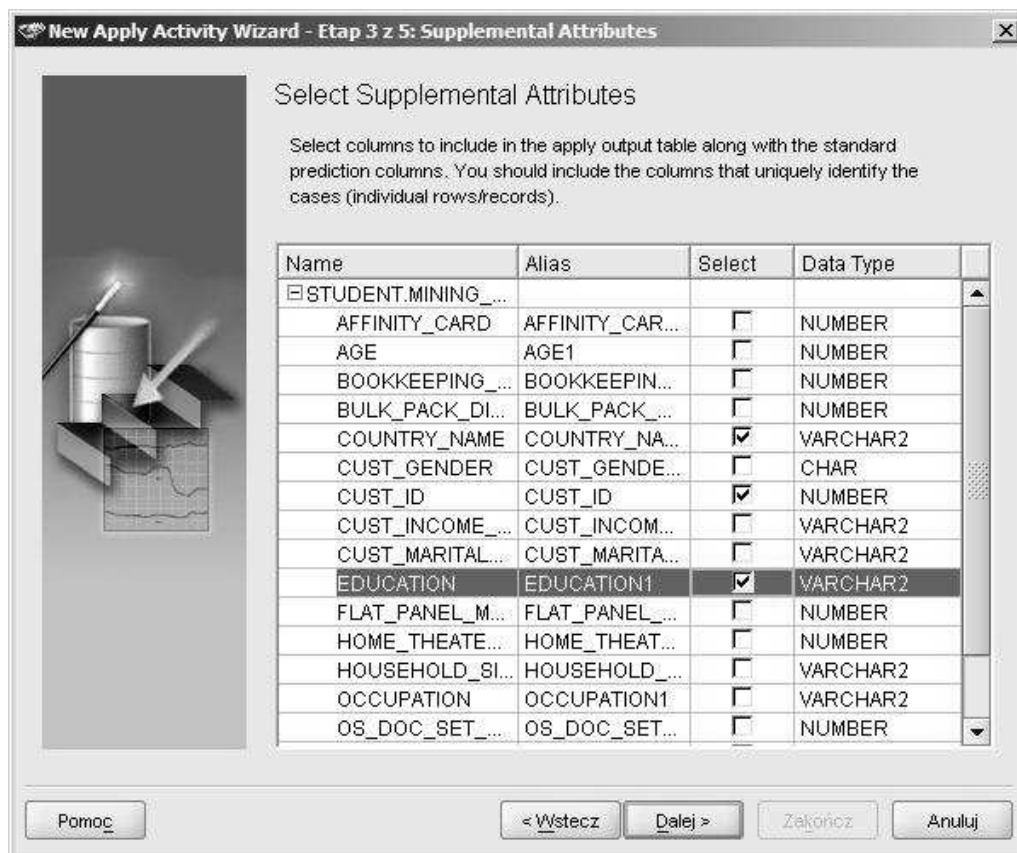 New Apply Activity Wizard - Etap 3 z 5: Supplemental Attributes
Select Supplemental Attributes
Select columns to include in the apply output table along with the standard
prediction columns. You should include the columns that uniquely identify the
cases (individual rows/records).
Name Alias Select Data Type
STUDENT.MINING_...
AFFINITY_CARD AFFINITY_CAR... NUMBER
AGE AGE1 NUMBER
BOOKKEEPING_... BOOKKEEPIN... NUMBER
BULK_PACK_DI... BULK_PACK_... NUMBER
COUNTRY_NAME COUNTRY_NA... VARCHAR2
CUST_GENDER CUST_GENDE... CHAR
CUST_ID CUST_ID NUMBER
CUST_INCOME_... CUST_INCOM... VARCHAR2
CUST_MARITAL... CUST_MARITA... VARCHAR2
EDUCATION EDUCATION1 VARCHAR2
FLAT_PANEL_M... FLAT_PANEL_... NUMBER
HOME_THEATE... HOME_THEAT... NUMBER
HOUSEHOLD_SI... HOUSEHOLD_... VARCHAR2
OCCUPATION OCCUPATION1 VARCHAR2
OS_DOC_SET_... OS_DOC_SET... NUMBER
Pomoc < Wstecz Dalej > Zakończ Anuluj